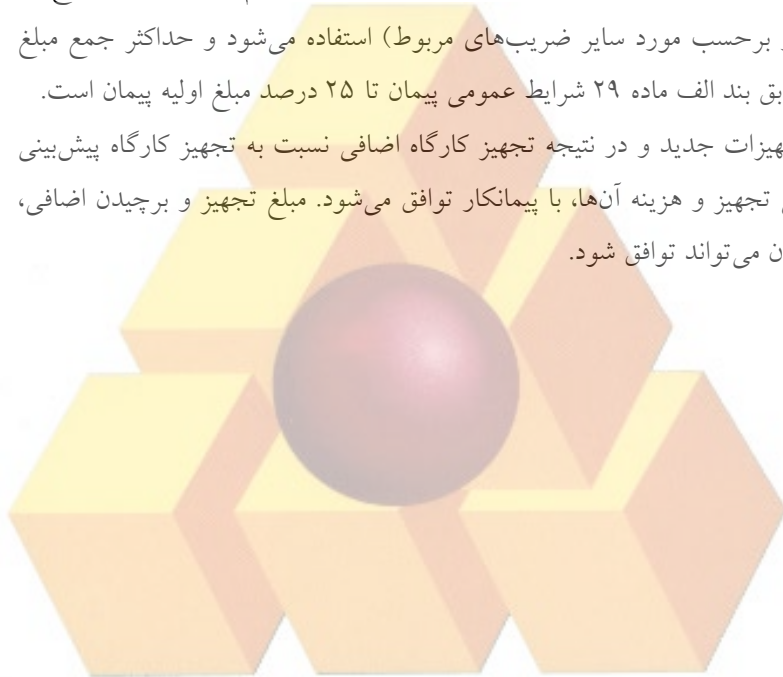 برحسب مورد سایر ضریب‌های مربوط) استفاده می‌شود و حداکثر جمع مبلغ
بند الف ماده ۲۹ شرایط عمومی پیمان تا ۲۵ درصد مبلغ اولیه پیمان است.
جدید و در نتیجه تجهیز کارگاه اضافی نسبت به تجهیز کارگاه پیش‌بینی
تجهیز و هزینه آن‌ها، با پیمانکار توافق می‌شود. مبلغ تجهیز و برچیدن اضافی،
می‌تواند توافق شود.